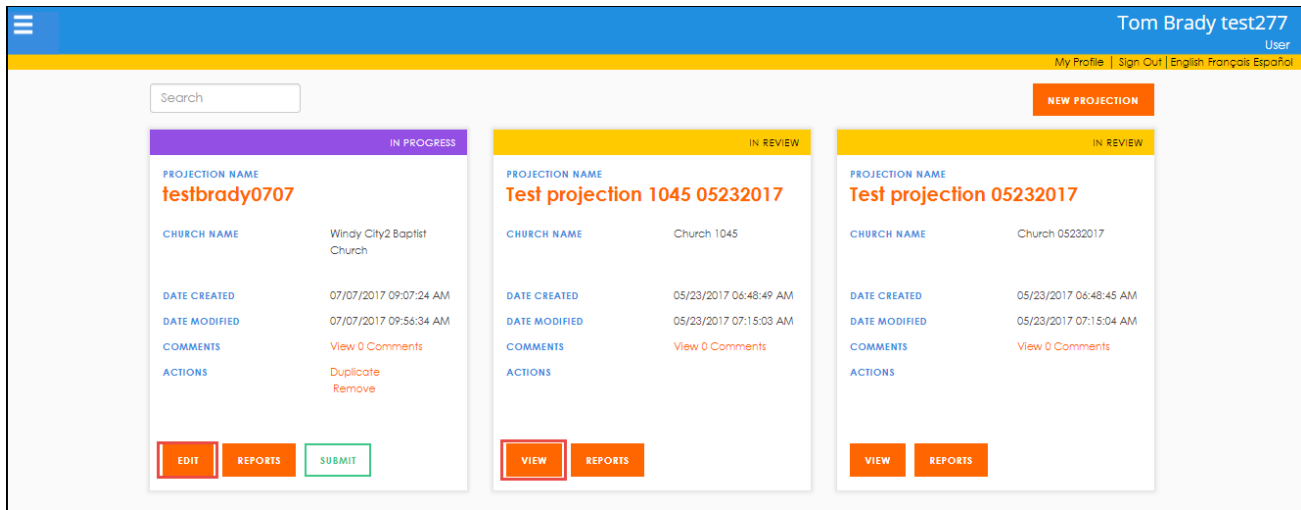 Tom Brady test277
User
My Profile | Sign Out | English Français Español
Search
NEW PROJECTION
IN PROGRESS
PROJECTION NAME
testbrady0707
CHURCH NAME Windy City2 Baptist
Church
DATE CREATED 07/07/2017 09:07:24 AM
DATE MODIFIED 07/07/2017 09:56:34 AM
COMMENTS View 0 Comments
ACTIONS Duplicate
Remove
EDIT REPORTS SUBMIT
IN REVIEW
PROJECTION NAME
Test projection 1045 05232017
CHURCH NAME Church 1045
DATE CREATED 05/23/2017 06:48:49 AM
DATE MODIFIED 05/23/2017 07:15:03 AM
COMMENTS View 0 Comments
ACTIONS
VIEW REPORTS
IN REVIEW
PROJECTION NAME
Test projection 05232017
CHURCH NAME Church 05232017
DATE CREATED 05/23/2017 06:48:45 AM
DATE MODIFIED 05/23/2017 07:15:04 AM
COMMENTS View 0 Comments
ACTIONS
VIEW REPORTS